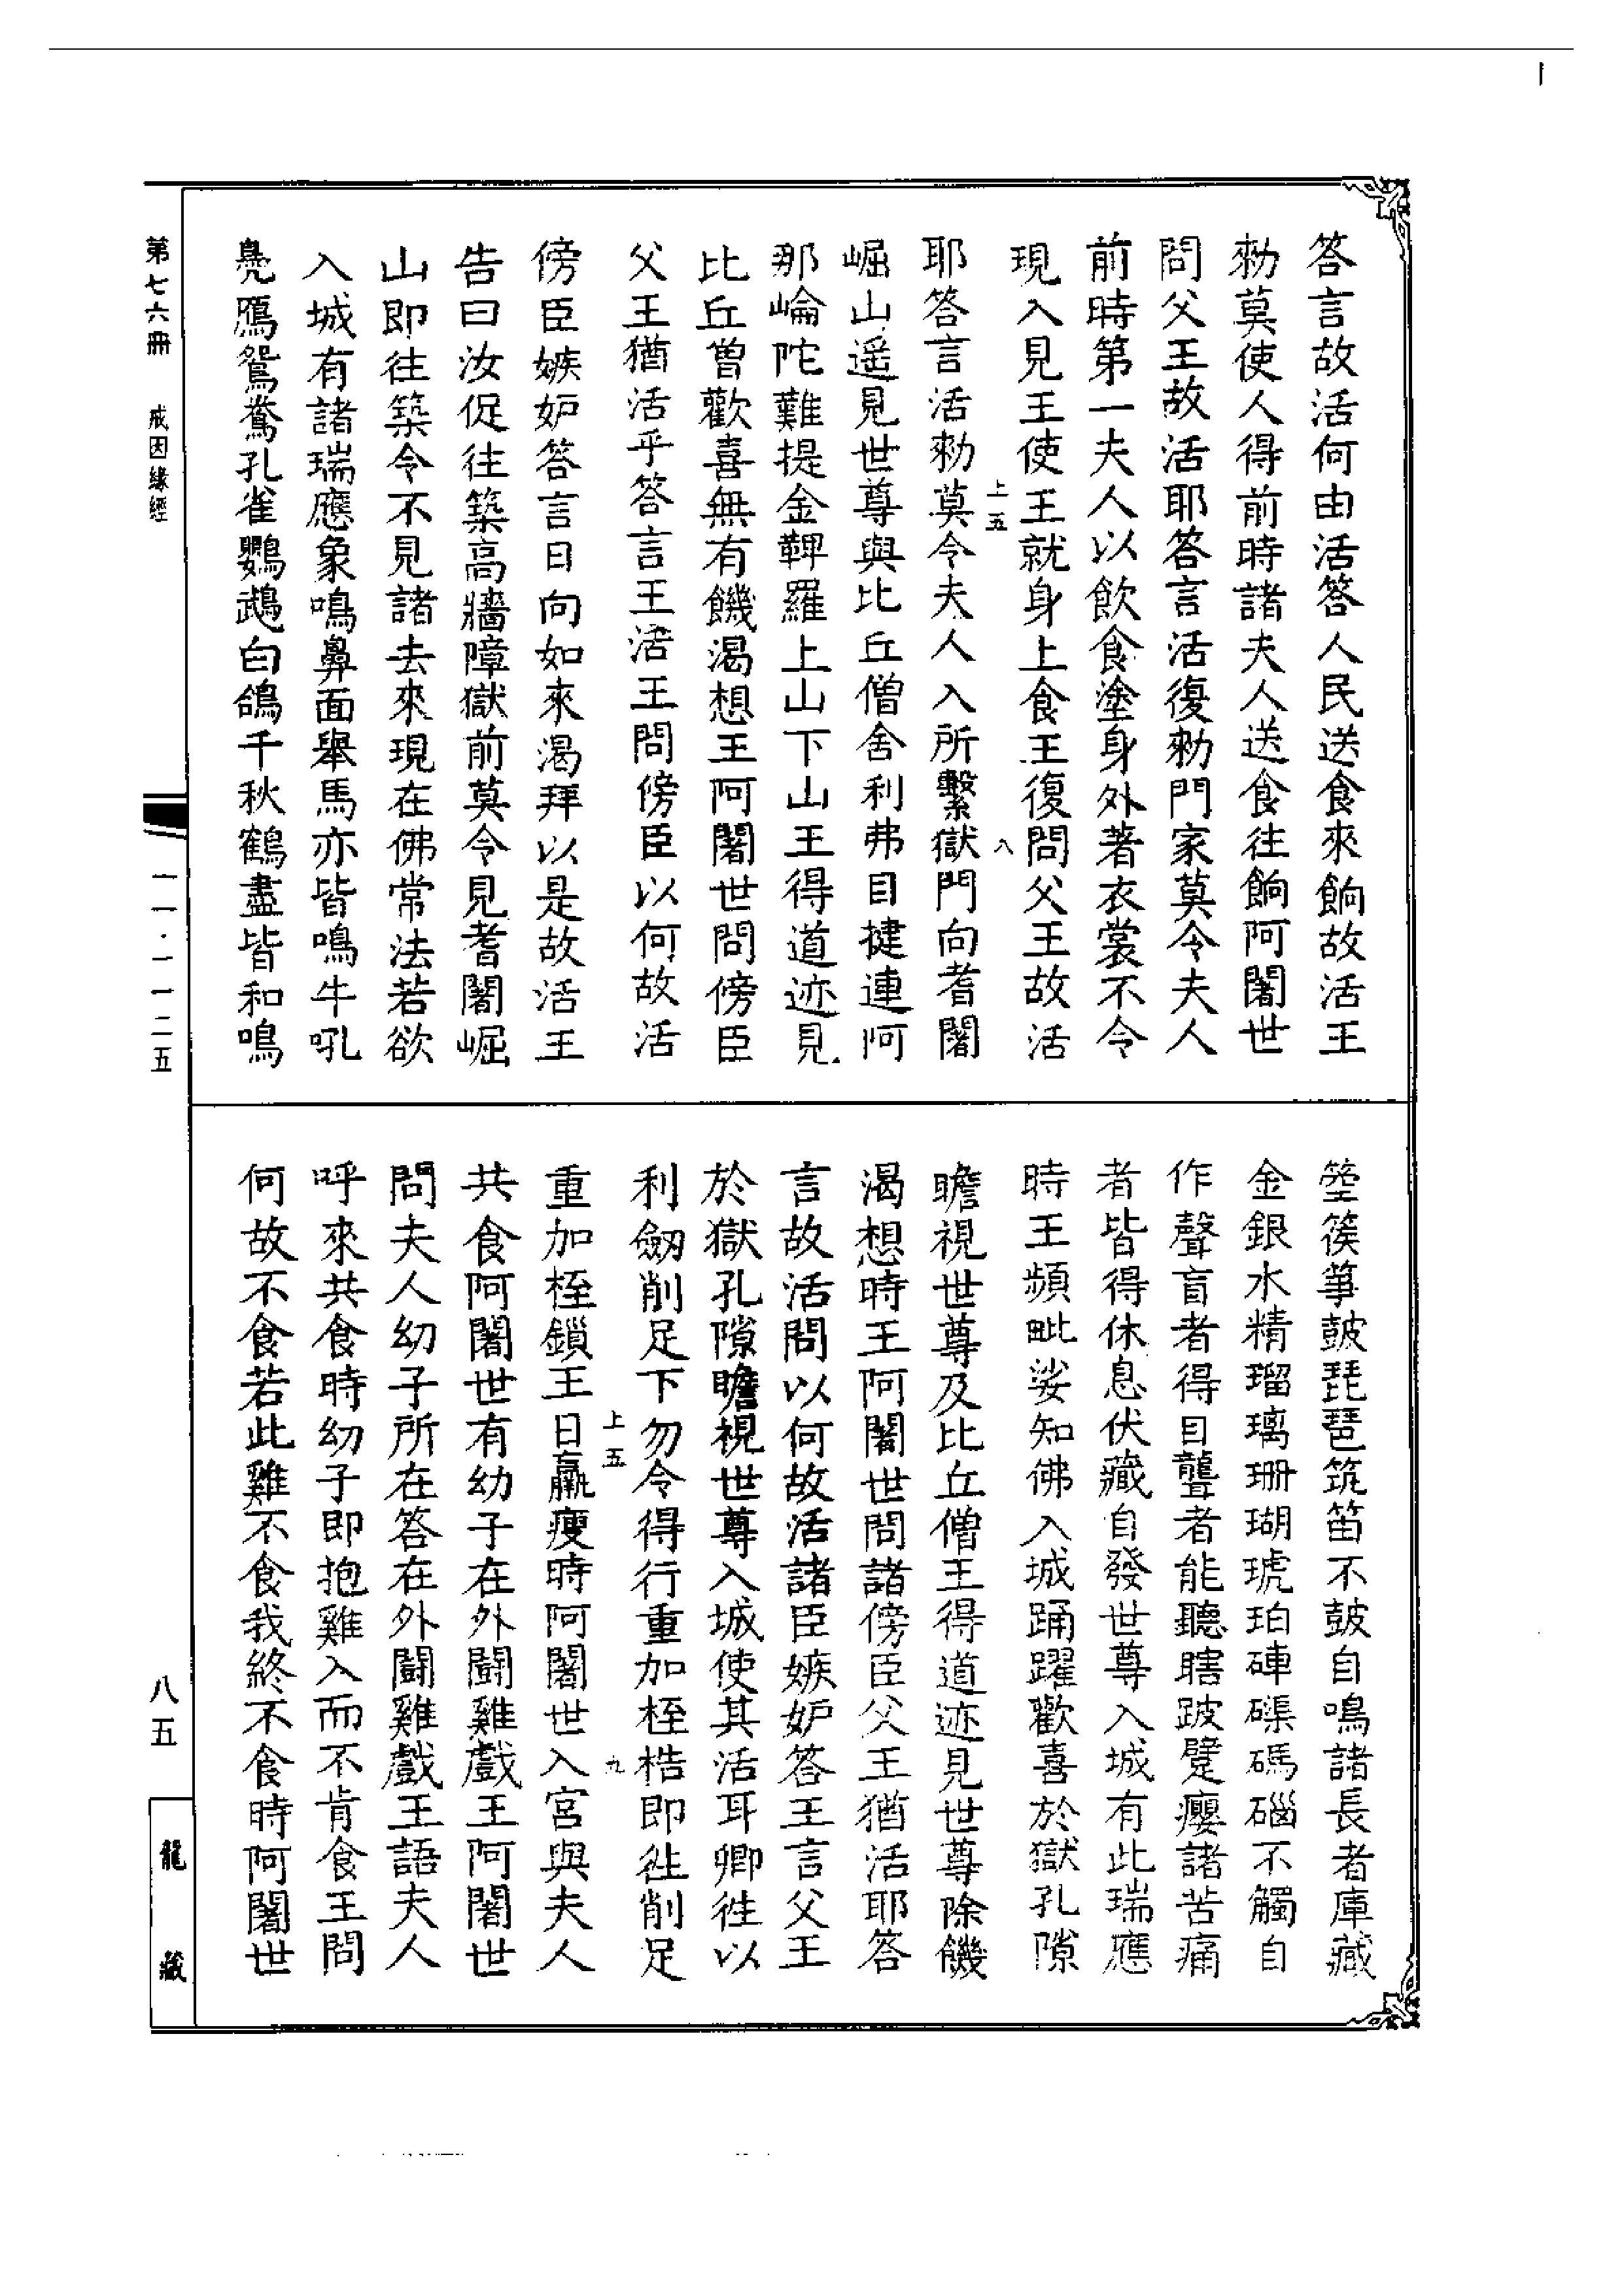 答言故活何由活答人民送食來餉故活王
勑莫使人得前時諸夫人送食往餉阿闍世
問父王故活耶答言活復勑門家莫令夫人
前時第一夫人以飲食塗身外著衣裳不令
現入見王使王就身上食王復問父王故活
上五
八
耶答言活勑莫令夫人入所繫獄門向耆闍
崛山遥見世尊與比丘僧舍利弗目揵連阿
那崘陀難提金鞞羅上山下山王得道迹見
比丘曾歡喜無有饑渴想王阿闍世問傍臣
父王猶活乎答言王活王問傍臣以何故活
傍臣嫉妒答言日向如來渴拜以是故活王
告曰汝促往築高牆障獄前莫令見耆闍崛
山即往築令不見諸去來現在佛常法若欲
入城有諸瑞應象鳴鼻面舉馬亦皆鳴牛吼
鳧鴈鴛鴦孔雀鸚鵡白鴿千秋鶴盡皆和鳴
箜篌箏鼓琵琶筑笛不鼓自鳴諸長者庫藏
金銀水精瑠璃珊瑚琥珀硨磲碼碯不觸自
作聲盲者得目聾者能聽瞎跛躄癭諸苦痛
者皆得休息伏藏自發世尊入城有此瑞應
時王頻毗娑知佛入城踊躍歡喜於獄孔隙
瞻視世尊及比丘僧王得道迹見世尊除饑
渴想時王阿闍世問諸傍臣父王猶活耶答
言故活問以何故活諸臣嫉妒答王言父王
於獄孔隙瞻視世尊入城使其活耳卿徃以
利劒削足下勿令得行重加桎梏即徃削足
上五
九
重加桎鎖王日羸瘦時阿闍世入宮與夫人
共食阿闍世有幼子在外鬪雞戲王阿闍世
問夫人幼子所在答在外鬪雞戲王語夫人
呼來共食時幼子即抱雞入而不肯食王問
何故不食若此雞不食我終不食時阿闍世
第七六冊 戒因緣經
一一·一一二五
八五
龍藏